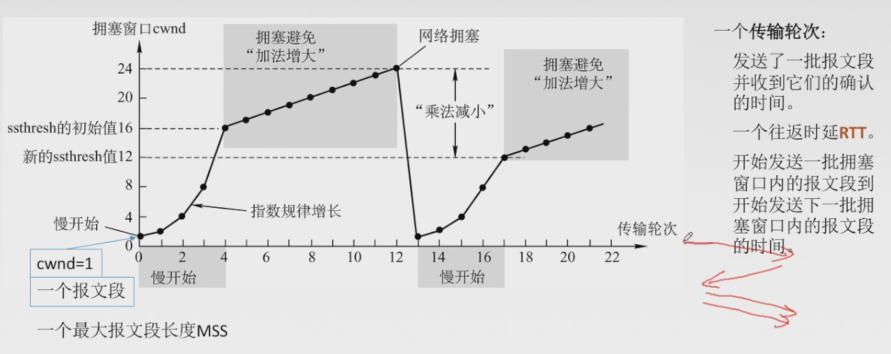 拥塞窗口cwnd
拥塞避免
“加法增大”
网络拥塞
24
20
ssthresh的初始值16
新的ssthresh值12
8
4
0
“乘法减小”
拥塞避免
“加法增大”
指数规律增长
慢开始
传输轮次
0 2 4 6 8 10 12 14 16 18 20 22
慢开始
慢开始
cwnd=1
一个报文段
一个最大报文段长度MSS
一个传输轮次：
发送了一批报文段
并收到它们的确认
的时间。
一个往返时延RTT。
开始发送一批拥塞
窗口内的报文段到
开始发送下一批拥
塞窗口内的报文段
的时间。